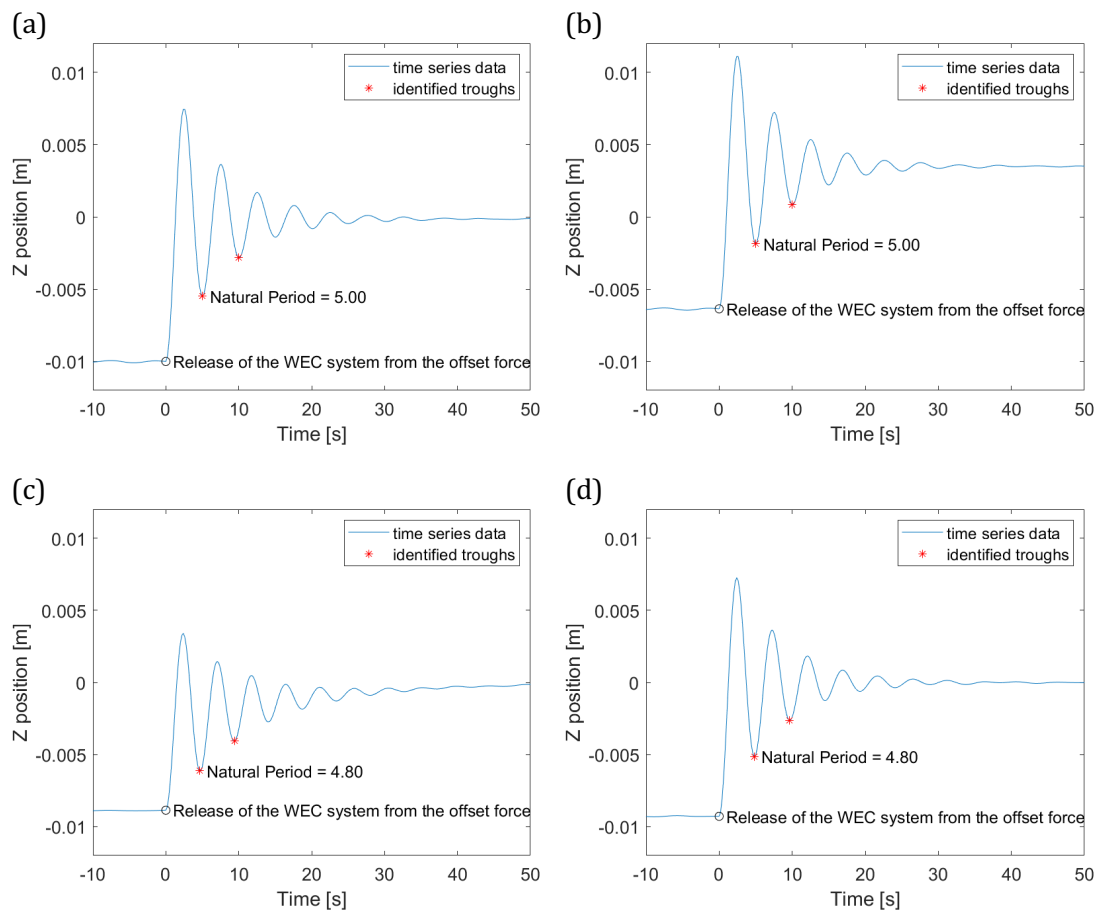 (a)
time series data
identified troughs
0.01
0.005
0
-0.005
-0.01
Z position [m]
Natural Period = 5.00
Release of the WEC system from the offset force
-10 0 10 20 30 40 50
Time [s]
(b)
time series data
identified troughs
0.01
0.005
0
-0.005
-0.01
Z position [m]
Natural Period = 5.00
Release of the WEC system from the offset force
-10 0 10 20 30 40 50
Time [s]
(c)
time series data
identified troughs
0.01
0.005
0
-0.005
-0.01
Z position [m]
Natural Period = 4.80
Release of the WEC system from the offset force
-10 0 10 20 30 40 50
Time [s]
(d)
time series data
identified troughs
0.01
0.005
0
-0.005
-0.01
Z position [m]
Natural Period = 4.80
Release of the WEC system from the offset force
-10 0 10 20 30 40 50
Time [s]